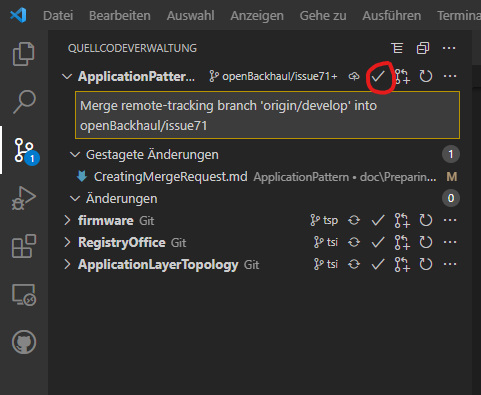 Datei Bearbeiten Auswahl Anzeigen Gehe zu Ausführen Termina
QUELLCODEVERWALTUNG
ApplicationPatter... openBackhaul/issue71+
Merge remote-tracking branch 'origin/develop' into
openBackhaul/issue71
Gestagete Änderungen 1
CreatingMergeRequest.md ApplicationPattern • doc\Preparin... M
Änderungen 0
firmware Git tsp
1
RegistryOffice Git tsi
ApplicationLayerTopology Git tsi